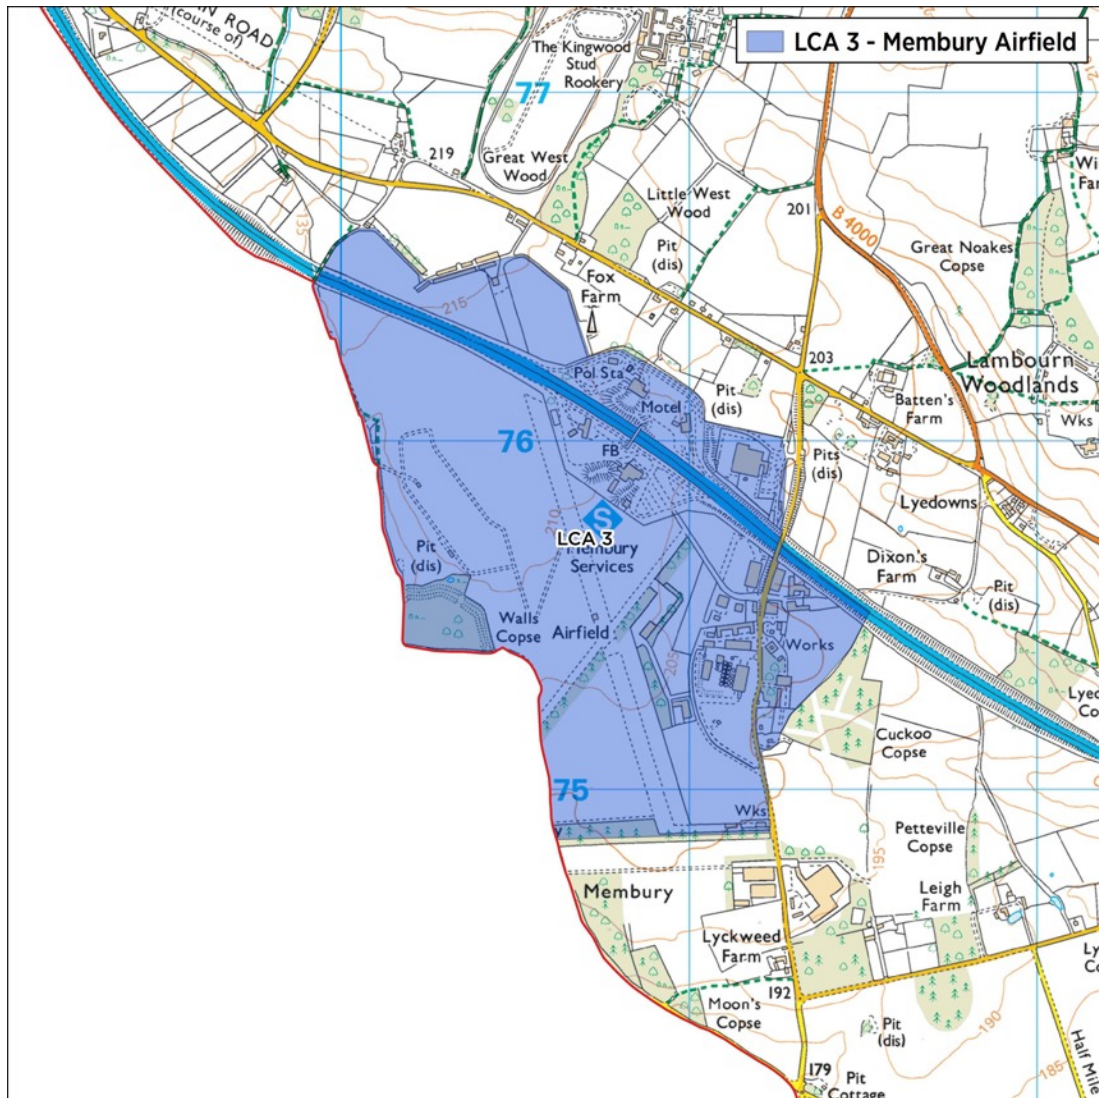 LCA 3 - Membury Airfield
ROAD
(course of)
The Kingwood
Stud
Rookery
77
219
Great West
Wood
Little West
Wood
201
B 4000
135
Pit
(dis)
Great Noakes
Copse
Fox
Farm
215
203
Lambourn
Woodlands
Pol Sta
Motel
Pit
(dis)
Batten's
Farm
Wks
76
FB
Pits
(dis)
Lyedowns
210
S
LCA 3
Membury
Services
Dixon's
Farm
Pit
(dis)
Pit
(dis)
Walls
Copse
Airfield
Works
205
Cuckoo
Copse
75
Wks
Petteville
Copse
195
Membury
Leigh
Farm
Lyckweed
Farm
192
Moon's
Copse
Pit
(dis)
190
Half Mile
179
185
Pit
Cottage